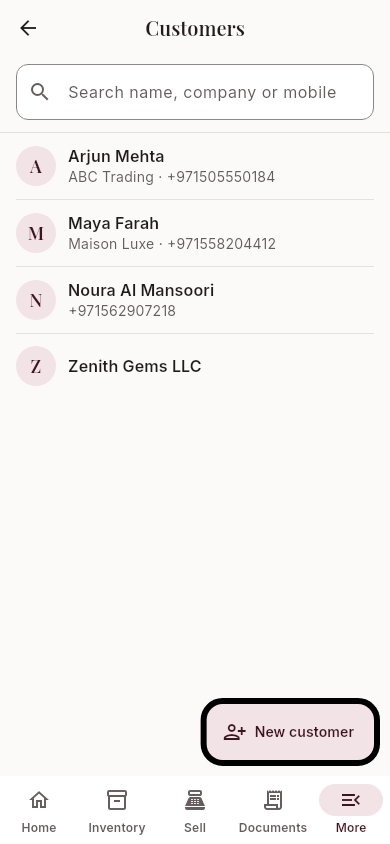 Customers
Search name, company or mobile
A
Arjun Mehta
ABC Trading · +971505550184
M
Maya Farah
Maison Luxe · +971558204412
N
Noura Al Mansoori
+971562907218
Z
Zenith Gems LLC
New customer
Home
Inventory
Sell
Documents
More